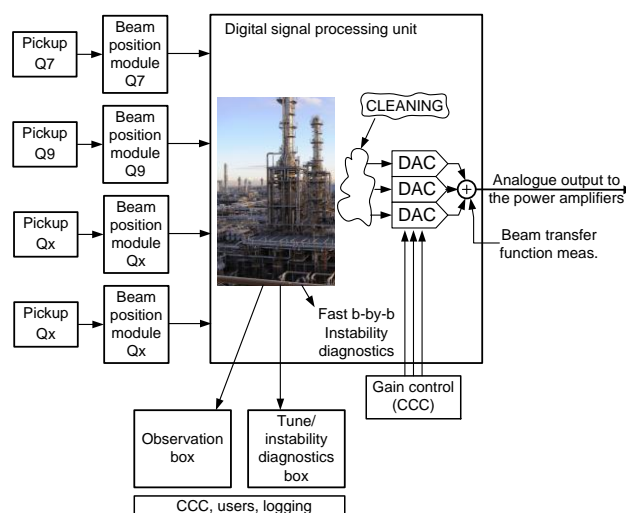 Pickup
Q7
Beam
position
module
Q7
Pickup
Q9
Beam
position
module
Q9
Pickup
Qx
Beam
position
module
Qx
Pickup
Qx
Beam
position
module
Qx
Digital signal processing unit
CLEANING
DAC
DAC
DAC
+
Analogue output to
the power amplifiers
Beam transfer
function meas.
Fast b-by-b
Instability
diagnostics
Gain control
(CCC)
Observation
box
Tune/
instability
diagnostics
box
CCC, users, logging